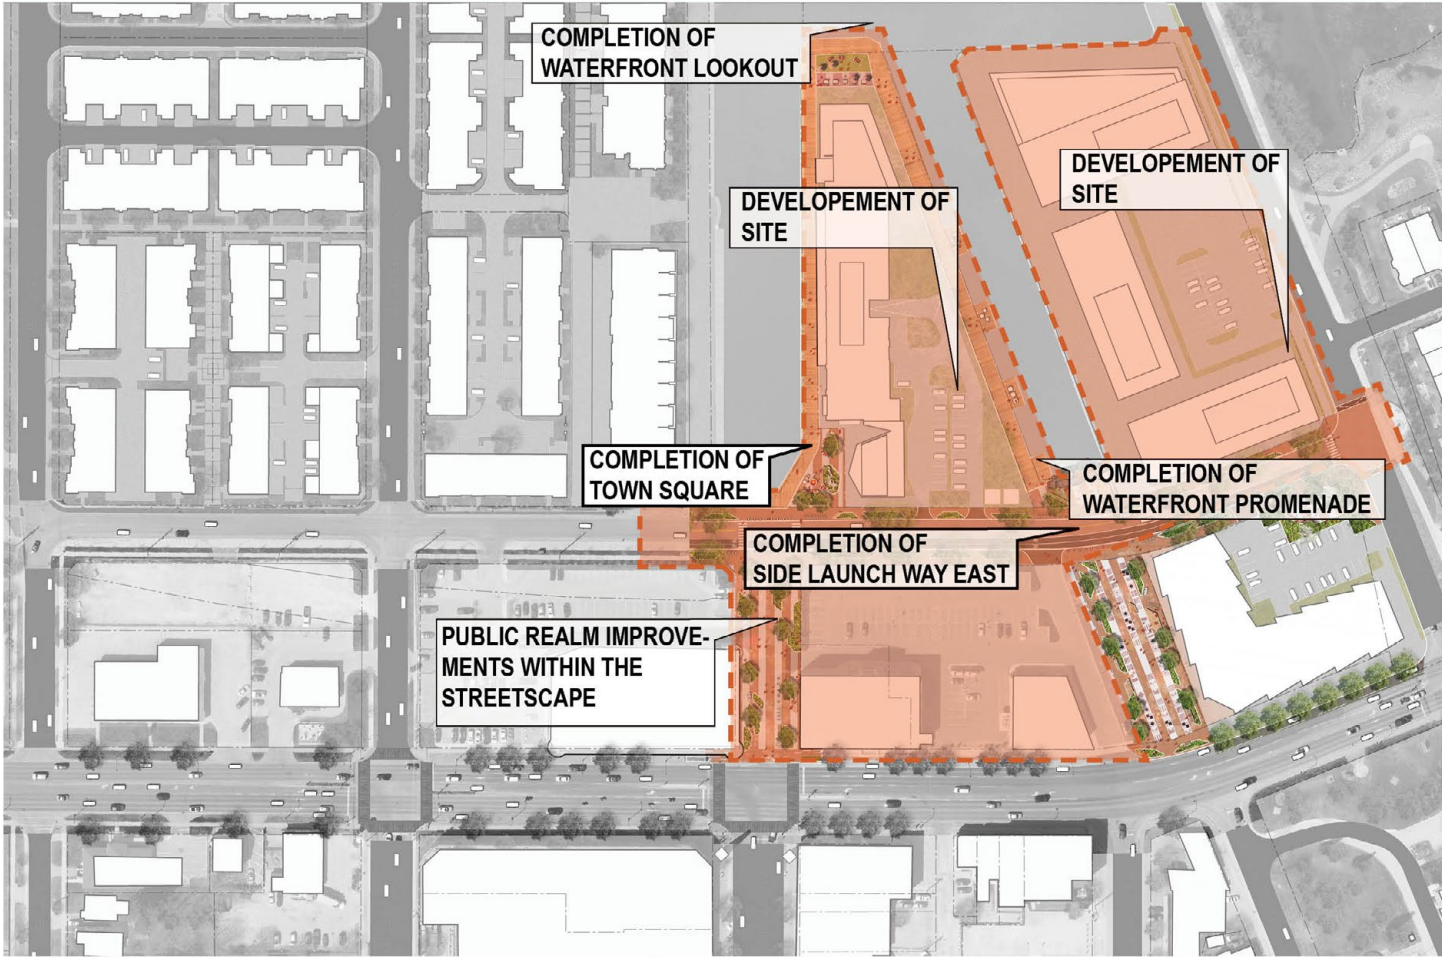 COMPLETION OF
WATERFRONT LOOKOUT
DEVELOPEMENT OF
SITE
DEVELOPEMENT OF
SITE
COMPLETION OF
TOWN SQUARE
COMPLETION OF
WATERFRONT PROMENADE
COMPLETION OF
SIDE LAUNCH WAY EAST
PUBLIC REALM IMPROVE-
MENTS WITHIN THE
STREETSCAPE